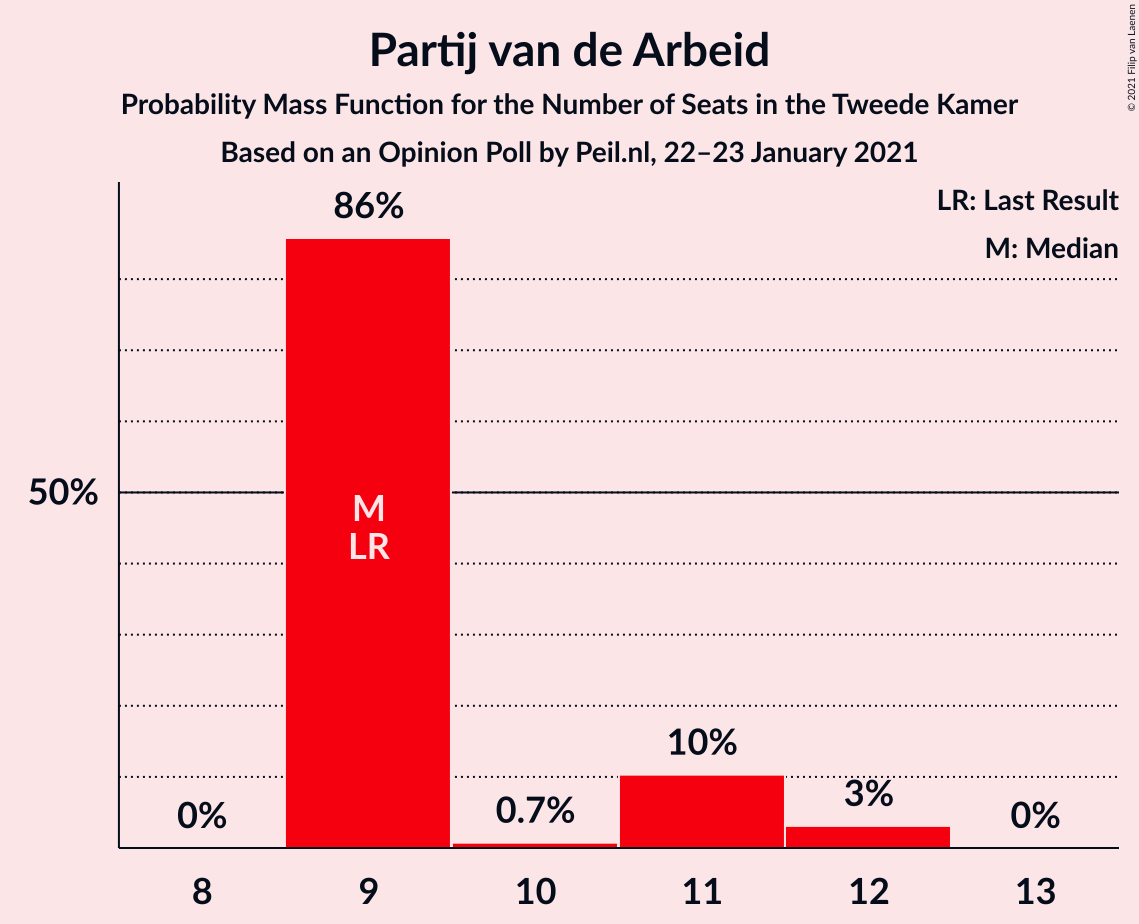 Partij van de Arbeid
Probability Mass Function for the Number of Seats in the Tweede Kamer
Based on an Opinion Poll by Peil.nl, 22–23 January 2021
© 2021 Filip van Laenen
LR: Last Result
M: Median
86%
50%
M
LR
0%
0.7%
10%
3%
0%
8 9 10 11 12 13